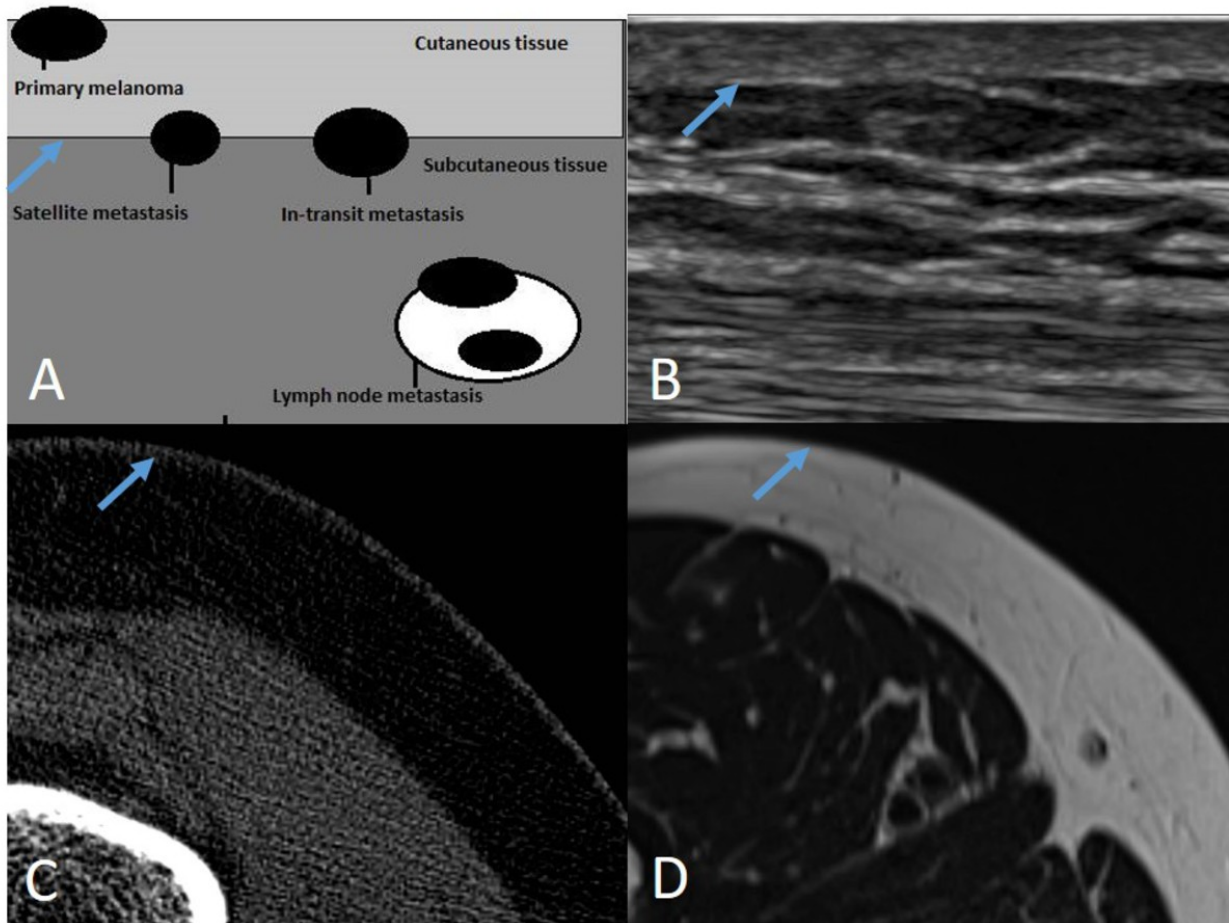 Cutaneous tissue
Primary melanoma
Subcutaneous tissue
Satellite metastasis
In-transit metastasis
Lymph node metastasis
A
B
C
D